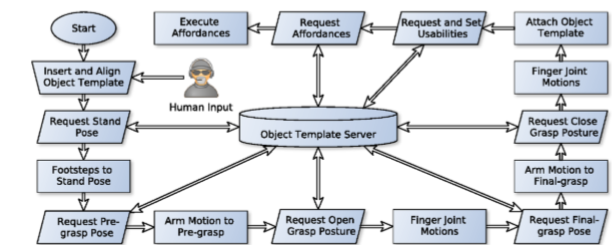 Start
Execute
Affordances
Request
Affordances
Request and Set
Usabilities
Attach Object
Template
Insert and Align
Object Template
Human Input
Finger Joint
Motions
Request Stand
Pose
Object Template Server
Request Close
Grasp Posture
Footsteps to
Stand Pose
Arm Motion to
Final-grasp
Request Pre-
grasp Pose
Arm Motion to
Pre-grasp
Request Open
Grasp Posture
Finger Joint
Motions
Request Final-
grasp Pose